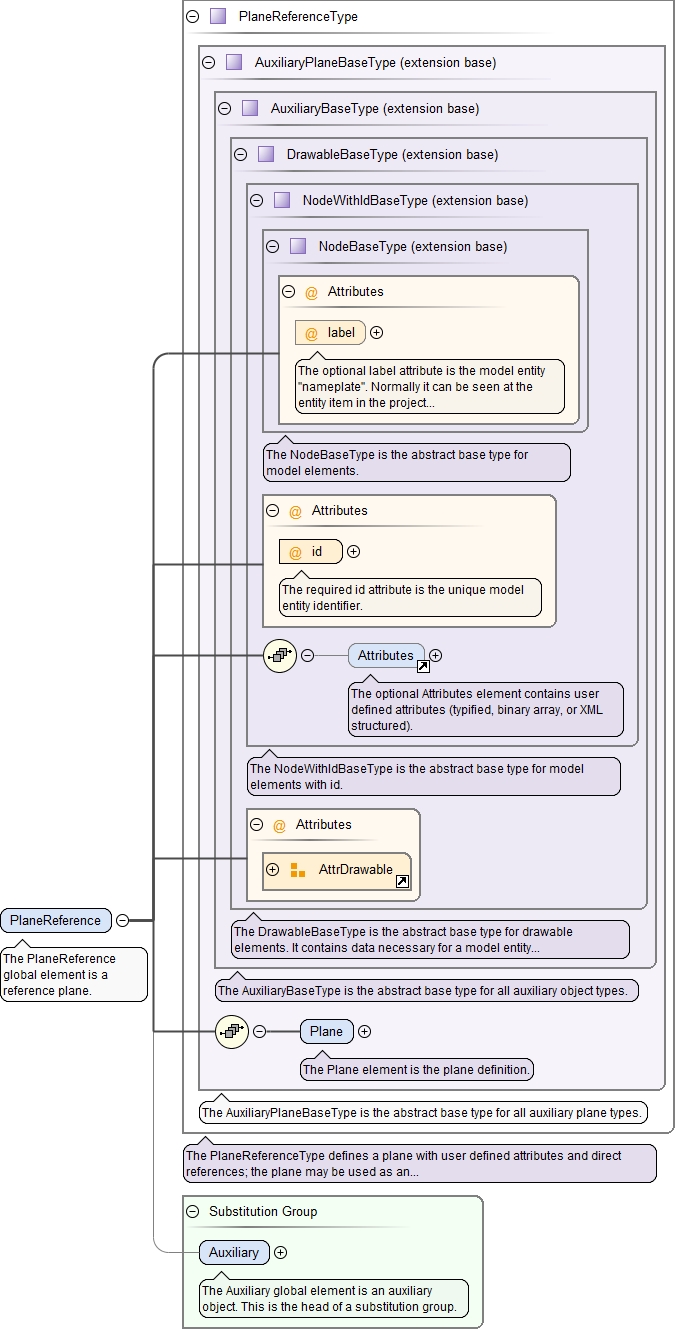 PlaneReferenceType
AuxiliaryPlaneBaseType (extension base)
AuxiliaryBaseType (extension base)
DrawableBaseType (extension base)
NodeWithIdBaseType (extension base)
NodeBaseType (extension base)
@ Attributes
@ label
The optional label attribute is the model entity
"nameplate". Normally it can be seen at the
entity item in the project...
The NodeBaseType is the abstract base type for
model elements.
@ Attributes
@ id
The required id attribute is the unique model
entity identifier.
Attributes
The optional Attributes element contains user
defined attributes (typified, binary array, or XML
structured).
The NodeWithIdBaseType is the abstract base type for model
elements with id.
@ Attributes
AttrDrawable
PlaneReference
The PlaneReference
global element is a
reference plane.
The DrawableBaseType is the abstract base type for drawable
elements. It contains data necessary for a model entity...
The AuxiliaryBaseType is the abstract base type for all auxiliary object types.
Plane
The Plane element is the plane definition.
The AuxiliaryPlaneBaseType is the abstract base type for all auxiliary plane types.
The PlaneReferenceType defines a plane with user defined attributes and direct
references; the plane may be used as an...
Substitution Group
Auxiliary
The Auxiliary global element is an auxiliary
object. This is the head of a substitution group.